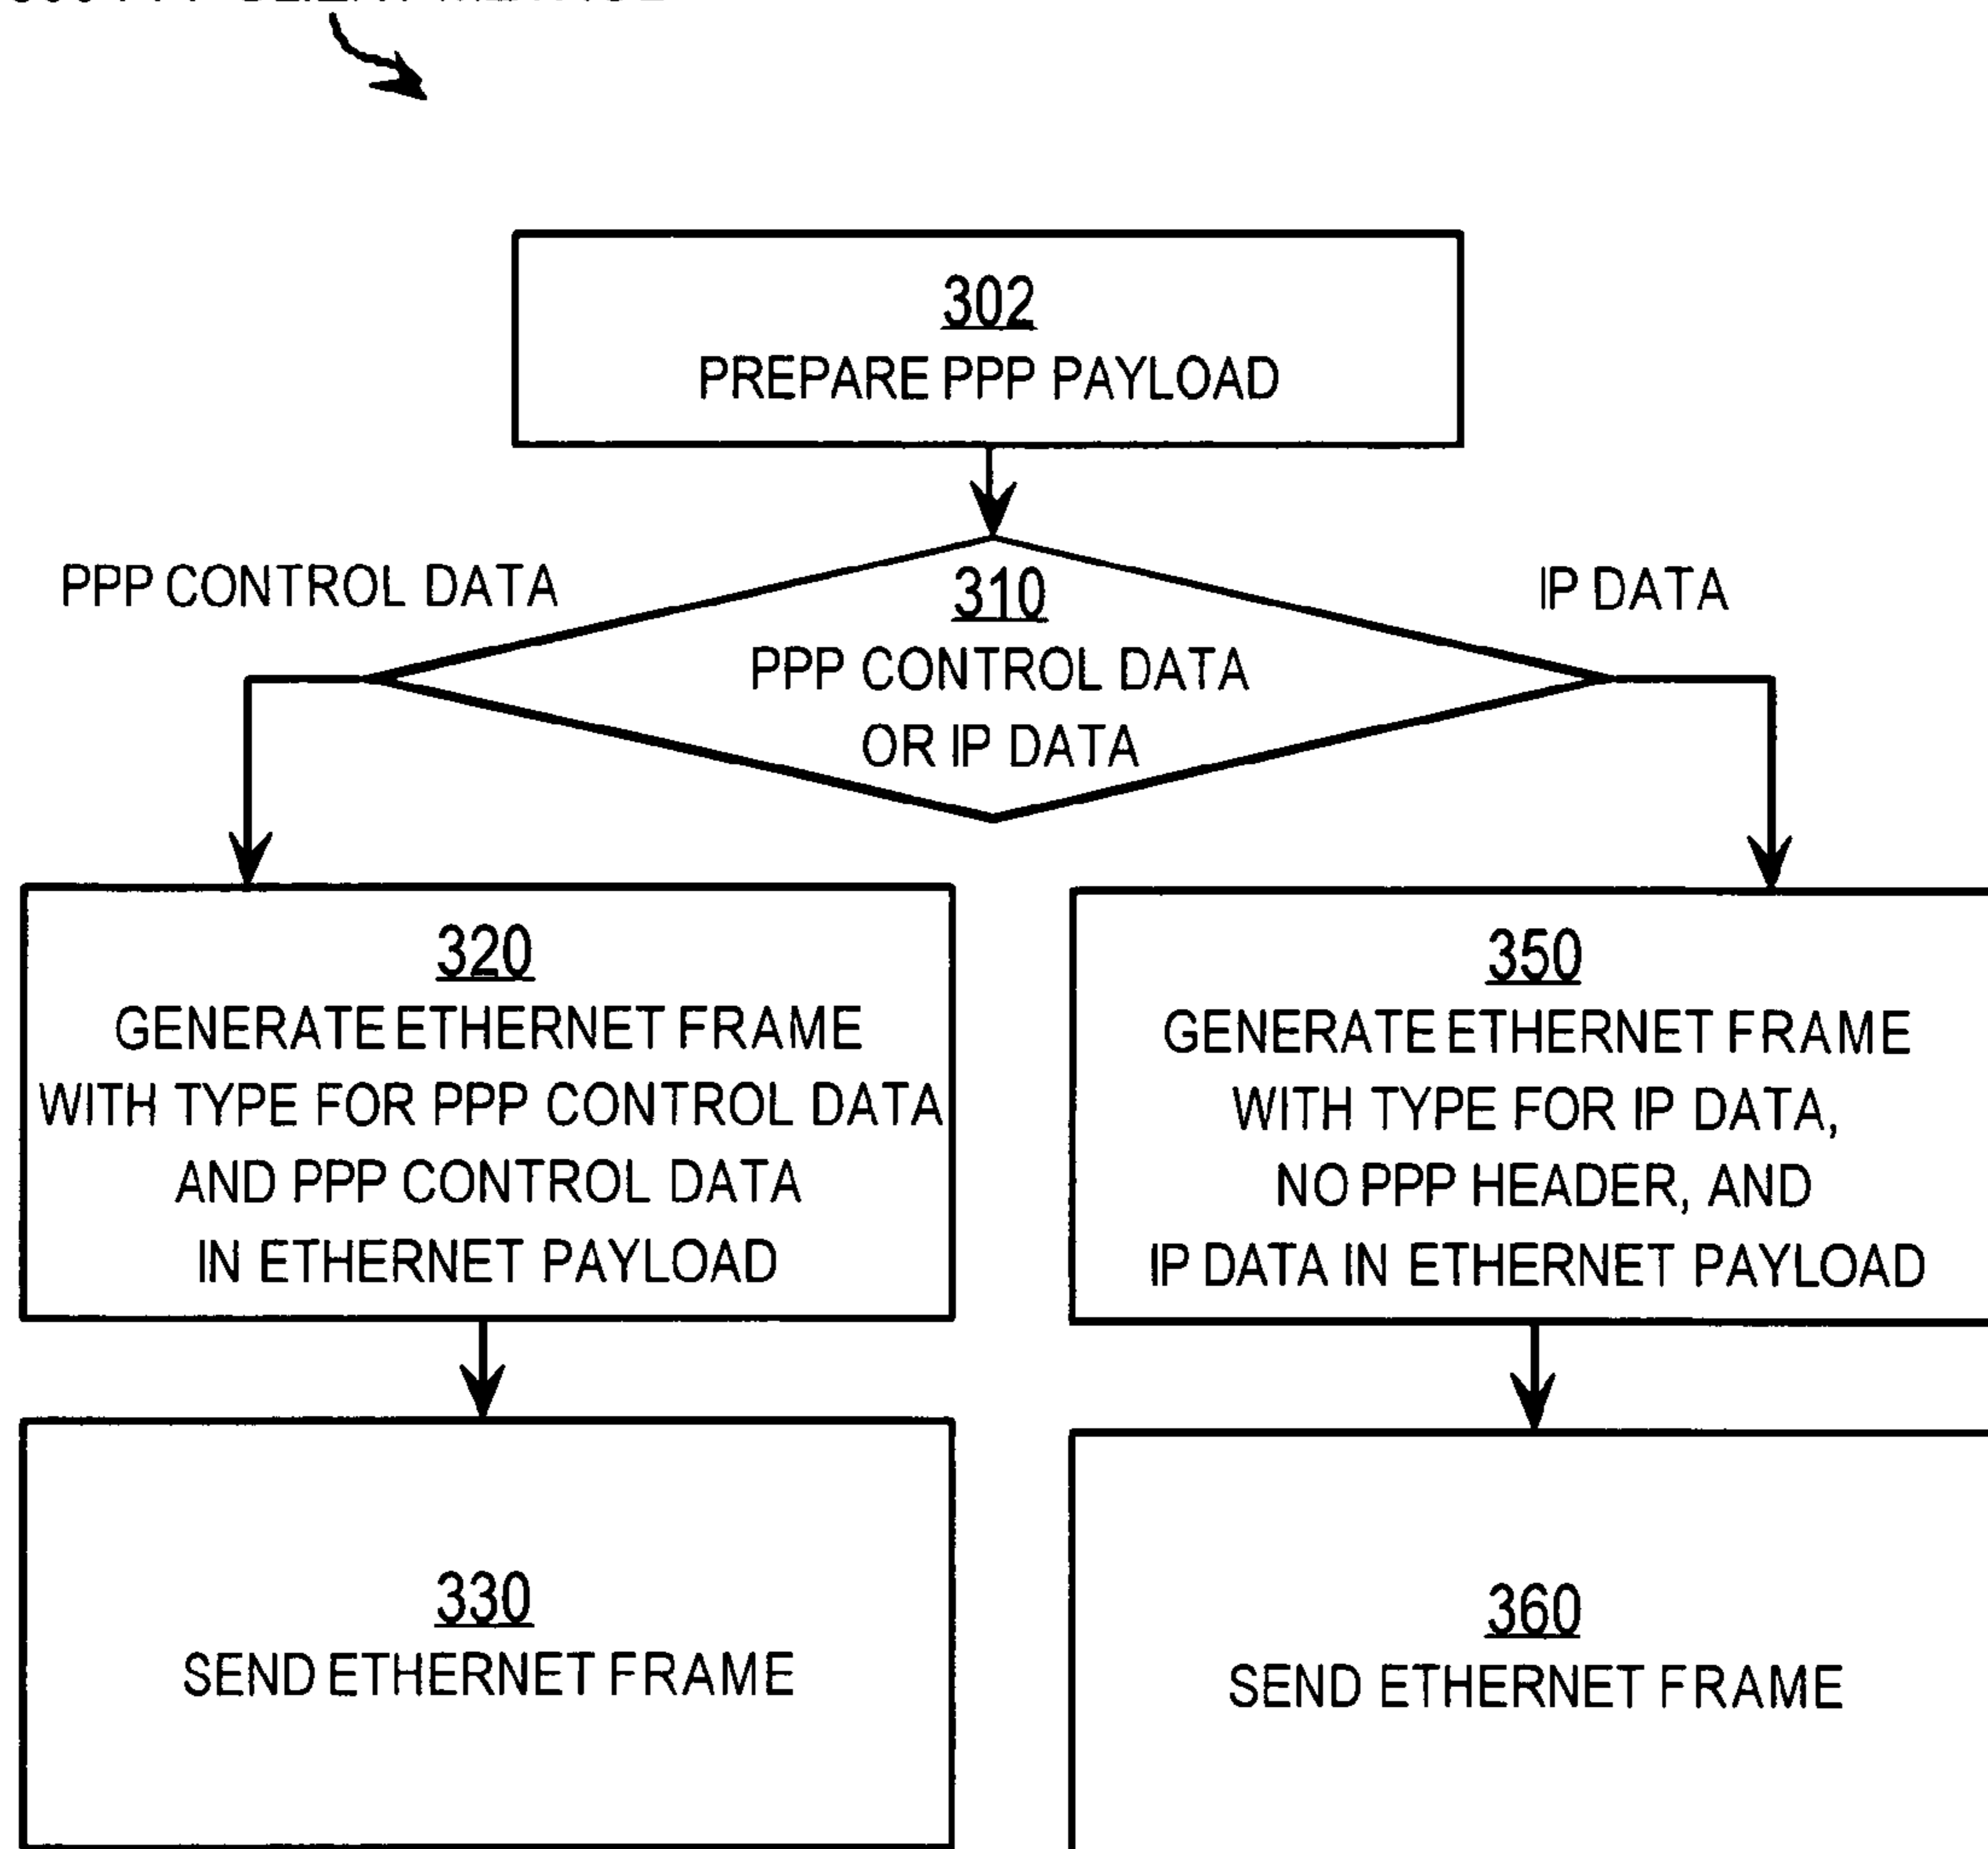 302
PREPARE PPP PAYLOAD
PPP CONTROL DATA
IP DATA
310
PPP CONTROL DATA
OR IP DATA
320
GENERATE ETHERNET FRAME
WITH TYPE FOR PPP CONTROL DATA
AND PPP CONTROL DATA
IN ETHERNET PAYLOAD
350
GENERATE ETHERNET FRAME
WITH TYPE FOR IP DATA,
NO PPP HEADER, AND
IP DATA IN ETHERNET PAYLOAD
330
SEND ETHERNET FRAME
360
SEND ETHERNET FRAME